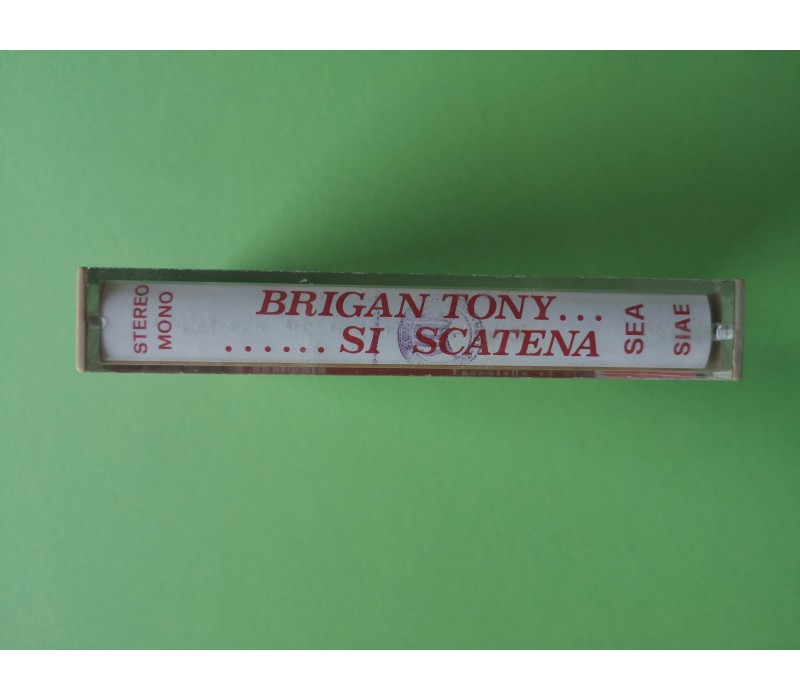 STEREO
MONO
BRIGAN TONY...
......SI SCATENA
SEA
SIAE